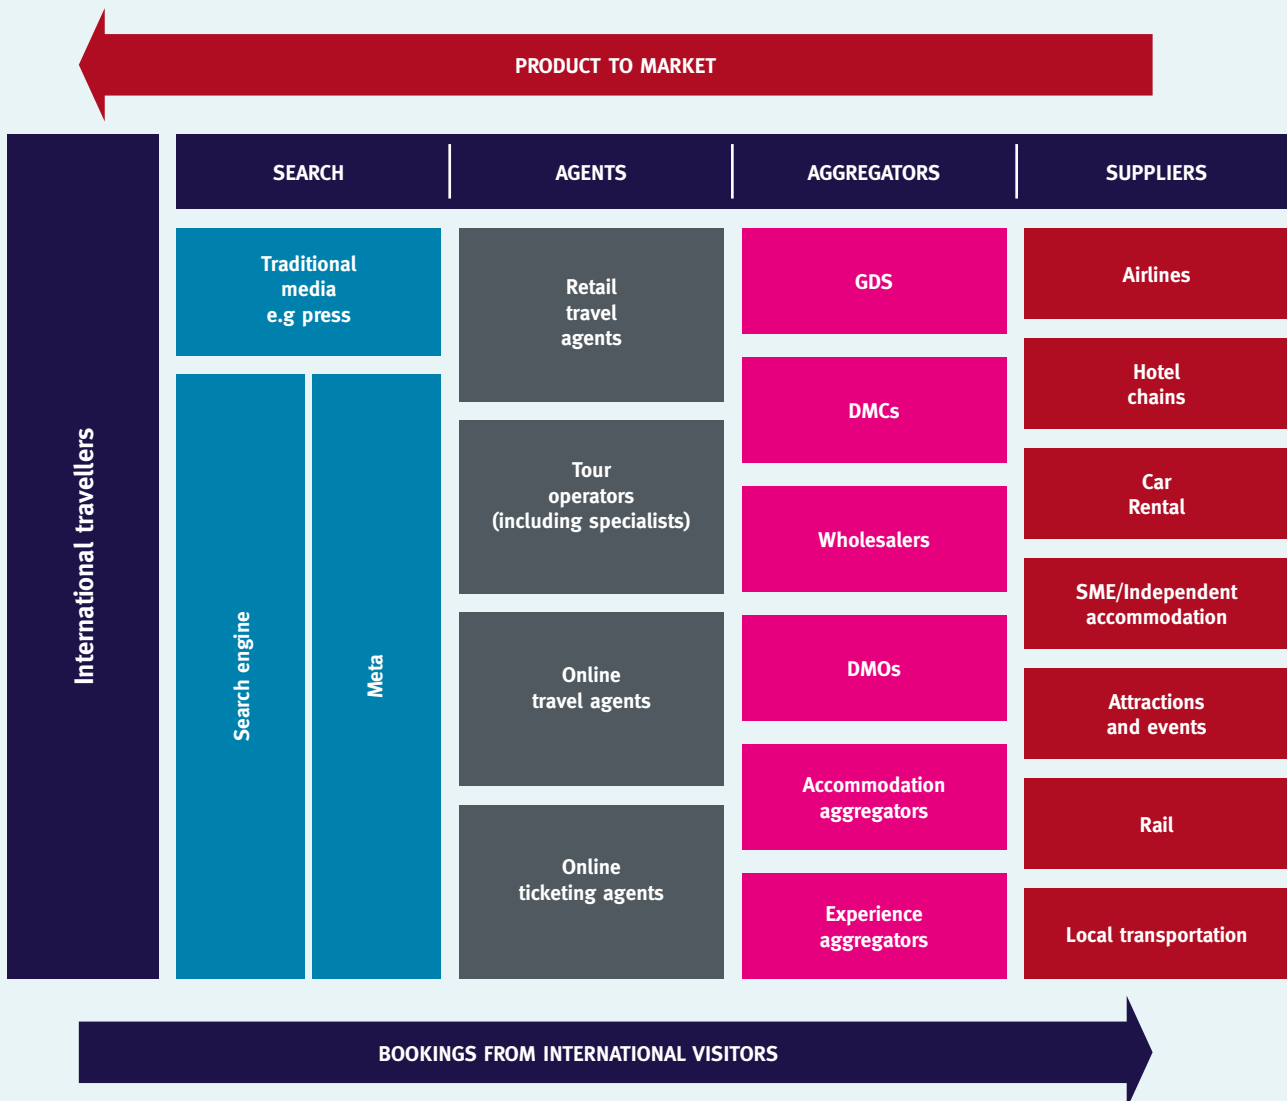 PRODUCT TO MARKET
International travellers
SEARCH
AGENTS
AGGREGATORS
SUPPLIERS
Traditional
media
e.g press
Search engine
Meta
Retail
travel
agents
Tour
operators
(including specialists)
Online
travel agents
Online
ticketing agents
GDS
DMCs
Wholesalers
DMOs
Accommodation
aggregators
Experience
aggregators
Airlines
Hotel
chains
Car
Rental
SME/Independent
accommodation
Attractions
and events
Rail
Local transportation
BOOKINGS FROM INTERNATIONAL VISITORS